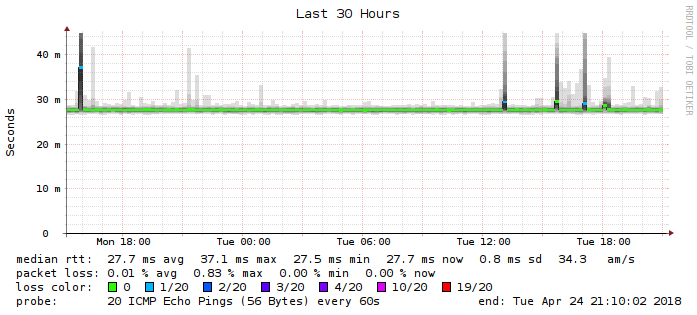 Last 30 Hours
RRDTOOL / TOBI OETIKER
Seconds
40 m
30 m
20 m
10 m
0
Mon 18:00 Tue 00:00 Tue 06:00 Tue 12:00 Tue 18:00
median rtt: 27.7 ms avg 37.1 ms max 27.5 ms min 27.7 ms now 0.8 ms sd 34.3 am/s
packet loss: 0.01 % avg 0.83 % max 0.00 % min 0.00 % now
loss color: 0 1/20 2/20 3/20 4/20 10/20 19/20
probe: 20 ICMP Echo Pings (56 Bytes) every 60s end: Tue Apr 24 21:10:02 2018